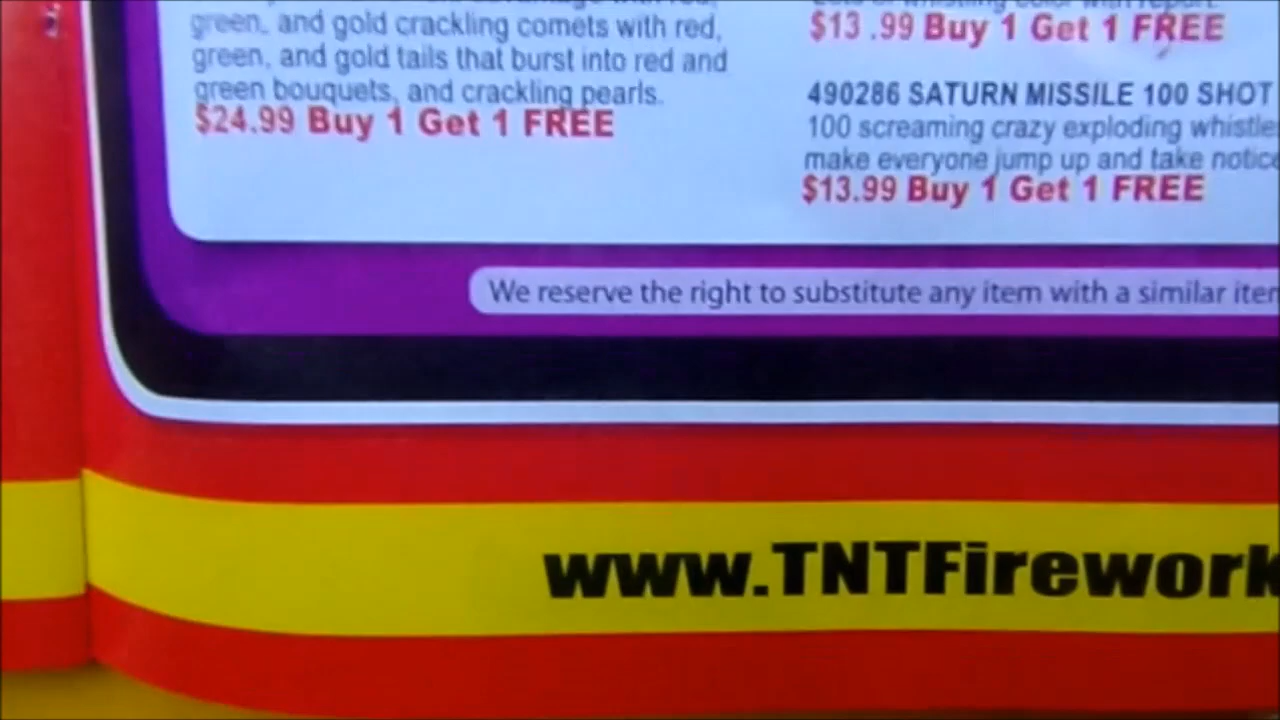 green, and gold crackling comets with red,
green, and gold tails that burst into red and
green bouquets, and crackling pearls.
$24.99 Buy 1 Get 1 FREE
$13 .99 Buy 1 Get 1 FREE
490286 SATURN MISSILE 100 SHOT
100 screaming crazy exploding whistle
make everyone jump up and take notice
$13.99 Buy 1 Get 1 FREE
We reserve the right to substitute any item with a similar iter
www.TNTFirework